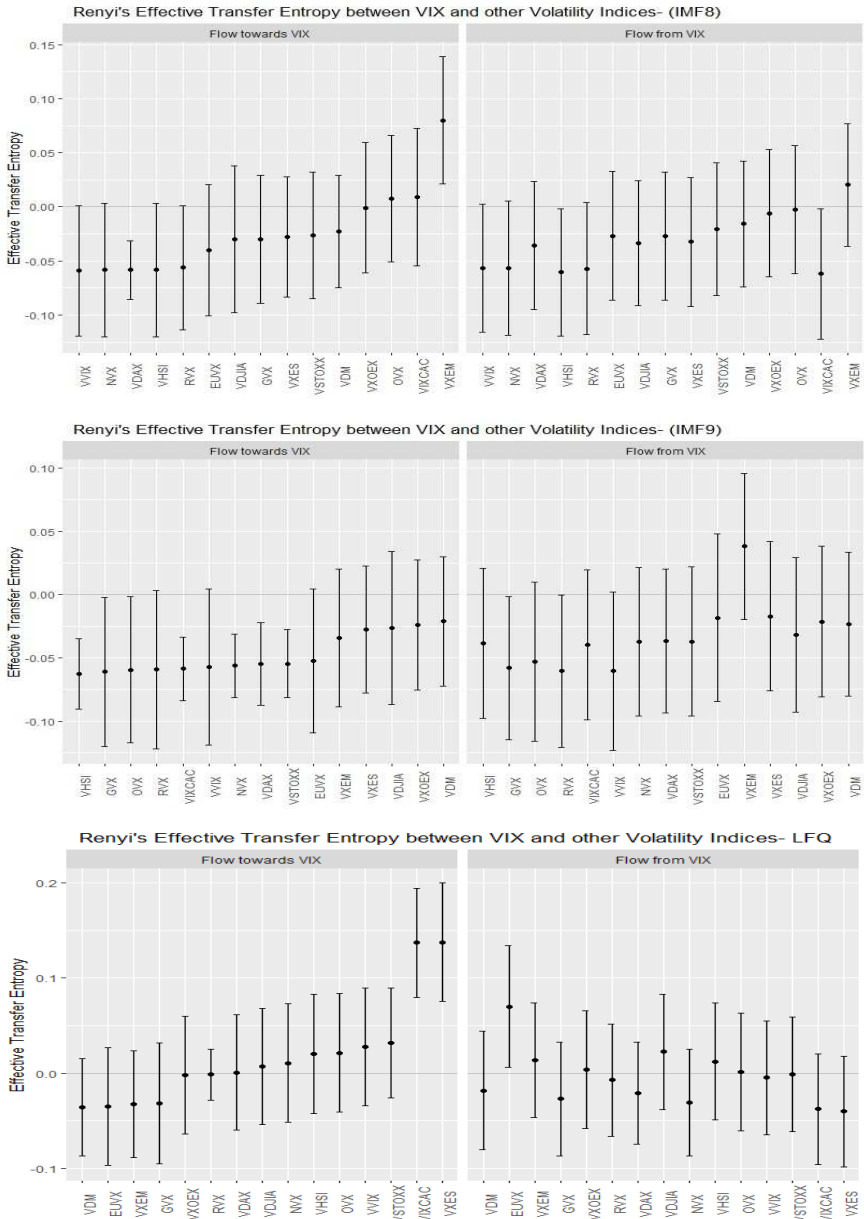 Renyi's Effective Transfer Entropy between VIX and other Volatility Indices- (IMF8)
Flow towards VIX
Flow from VIX
Effective Transfer Entropy
0.15
0.10
0.05
0.00
-0.05
-0.10
VVIX NVX VDAX VHSI RVX EUVX VDJIA GVX VXES VSTOXX VDM VXOEX OVX VIXCAC VXEM
VVIX NVX VDAX VHSI RVX EUVX VDJIA GVX VXES VSTOXX VDM VXOEX OVX VIXCAC VXEM
Renyi's Effective Transfer Entropy between VIX and other Volatility Indices- (IMF9)
Flow towards VIX
Flow from VIX
Effective Transfer Entropy
0.10
0.05
0.00
-0.05
-0.10
VHSI GVX OVX RVX VIXCAC VVIX NVX VDAX VSTOXX EUVX VXEM VXES VDJIA VXOEX VDM
VHSI GVX OVX RVX VIXCAC VVIX NVX VDAX VSTOXX EUVX VXEM VXES VDJIA VXOEX VDM
Renyi's Effective Transfer Entropy between VIX and other Volatility Indices- LFQ
Flow towards VIX
Flow from VIX
Effective Transfer Entropy
0.2
0.1
0.0
-0.1
VDM EUVX VXEM GVX VXOEX RVX VDAX VDJIA NVX VHSI OVX VVIX VSTOXX VIXCAC VXES
VDM EUVX VXEM GVX VXOEX RVX VDAX VDJIA NVX VHSI OVX VVIX VSTOXX VIXCAC VXES